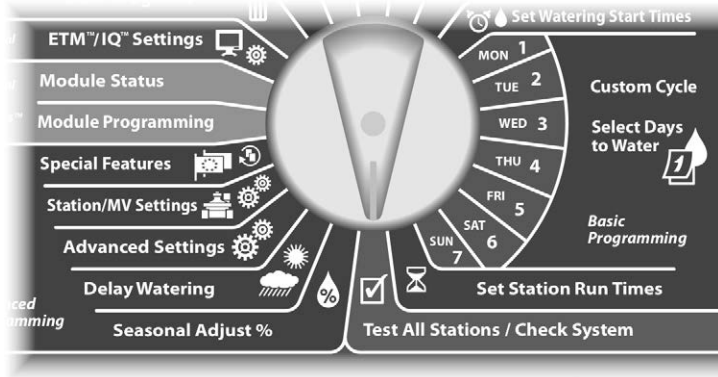 ETM™/IQ™ Settings
Module Status
Module Programming
Special Features
Station/MV Settings
Advanced Settings
Delay Watering
Seasonal Adjust %
%
Set Watering Start Times
MON 1
TUE 2
WED 3
THU 4
FRI 5
SAT 6
SUN 7
Custom Cycle
Select Days
to Water
1
Basic
Programming
Set Station Run Times
Test All Stations / Check System